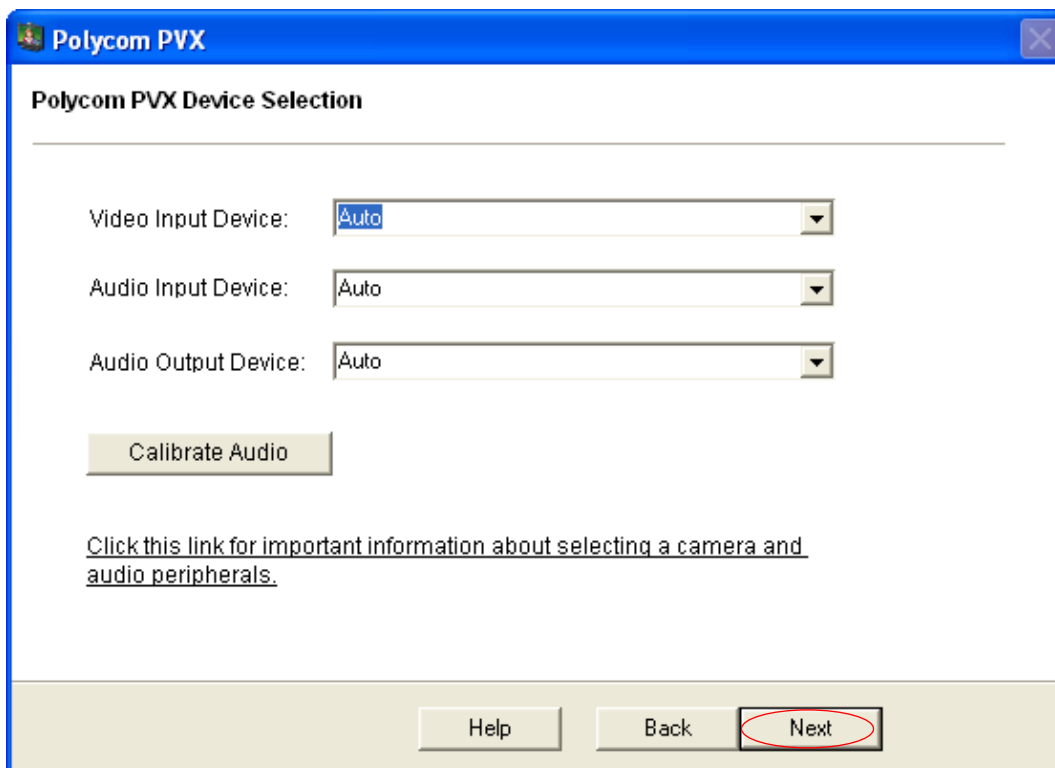 Polycom PVX
Polycom PVX Device Selection
Video Input Device: Auto
Audio Input Device: Auto
Audio Output Device: Auto
Calibrate Audio
Click this link for important information about selecting a camera and
audio peripherals.
Help Back Next